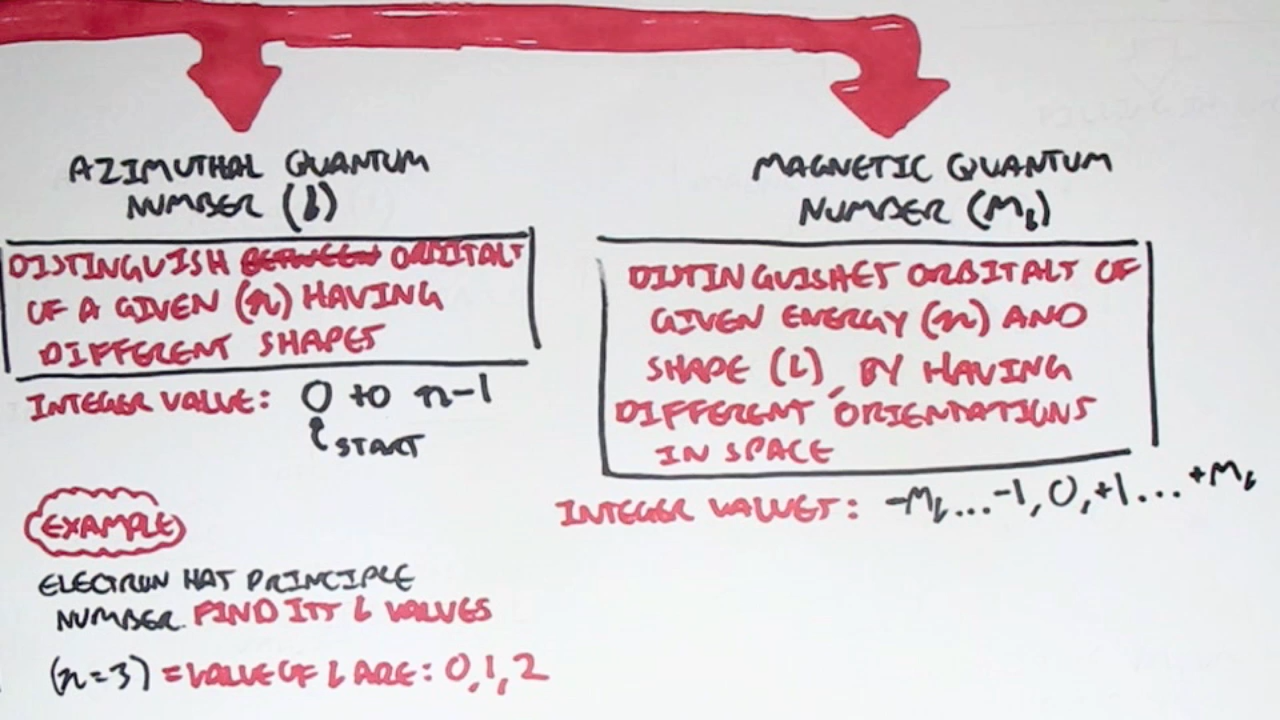 AZIMUTHAL QUANTUM
NUMBER (l)
DISTINGUISH BETWEEN ORBITALS
OF A GIVEN (n) HAVING
DIFFERENT SHAPES
INTEGER VALUE: 0 to n-1
START
EXAMPLE
ELECTRON HAS PRINCIPLE
NUMBER FIND ITS l VALUES
(n=3) = VALUE OF l ARE: 0, 1, 2
MAGNETIC QUANTUM
NUMBER (Ml)
DISTINGUISHES ORBITALS OF
GIVEN ENERGY (n) AND
SHAPE (L), BY HAVING
DIFFERENT ORIENTATIONS
IN SPACE
INTEGER VALUES: -Ml...-1, 0, +1...+Ml